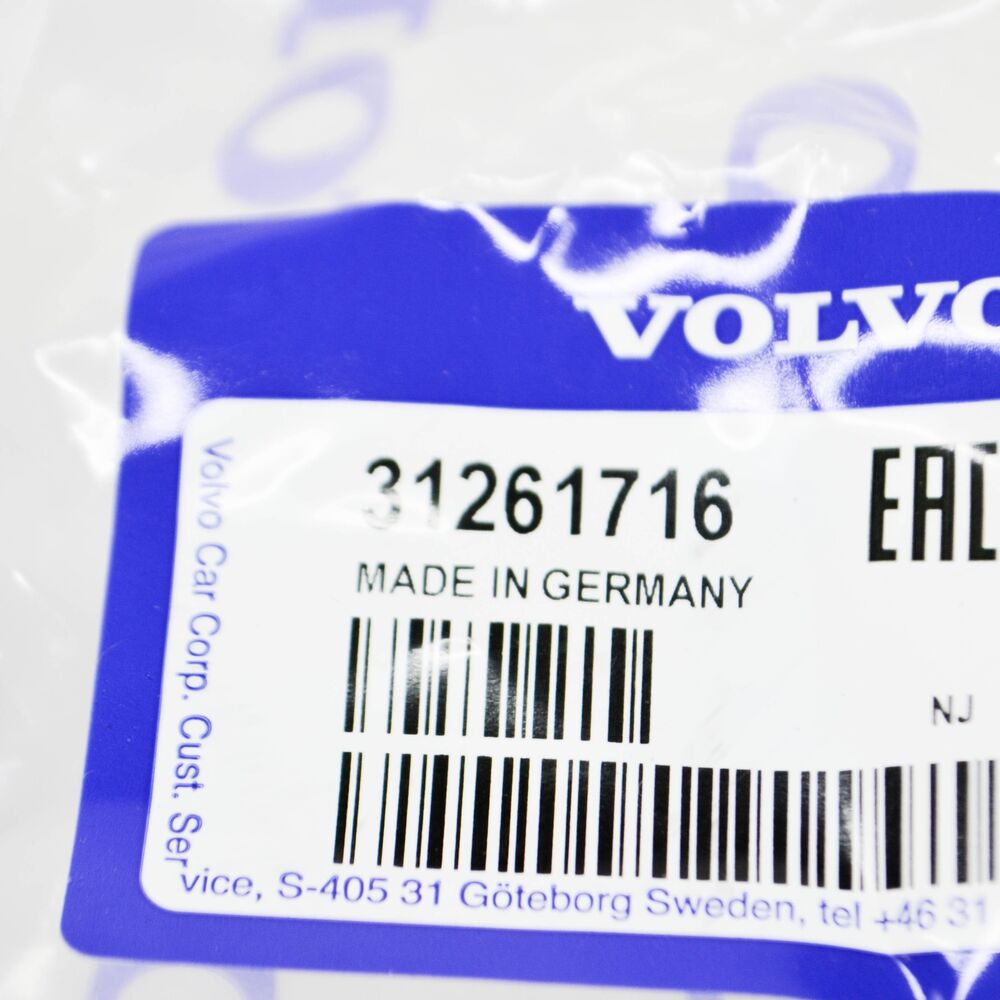 VOLVO
31261716
EAC
MADE IN GERMANY
NJ
Volvo Car Corp. Cust. Service, S-405 31 Göteborg Sweden, tel +46 31